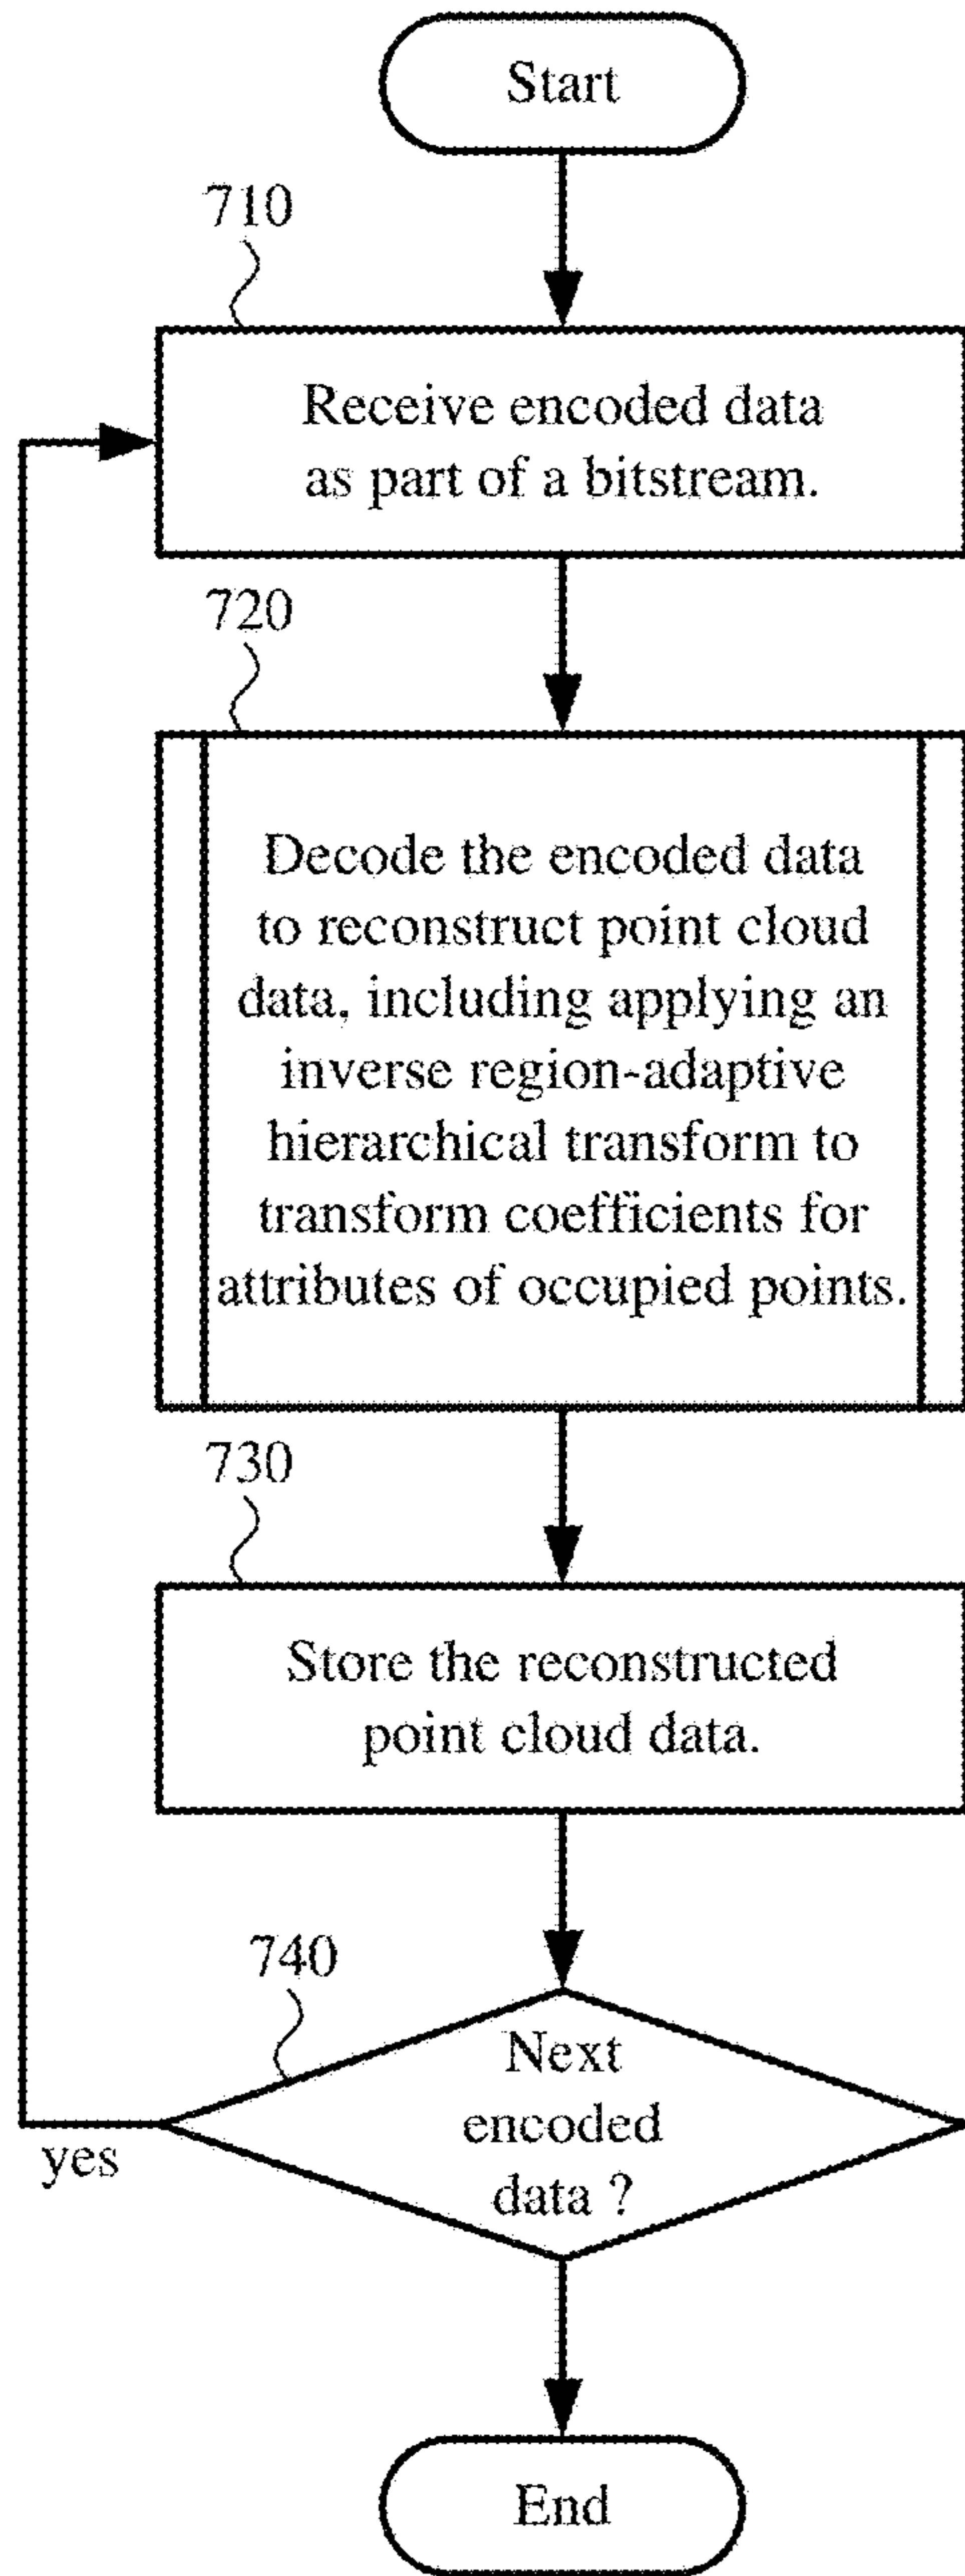 Start
710
Receive encoded data
as part of a bitstream.
720
Decode the encoded data
to reconstruct point cloud
data, including applying an
inverse region-adaptive
hierarchical transform to
transform coefficients for
attributes of occupied points.
730
Store the reconstructed
point cloud data.
740
Next
encoded
data ?
yes
End